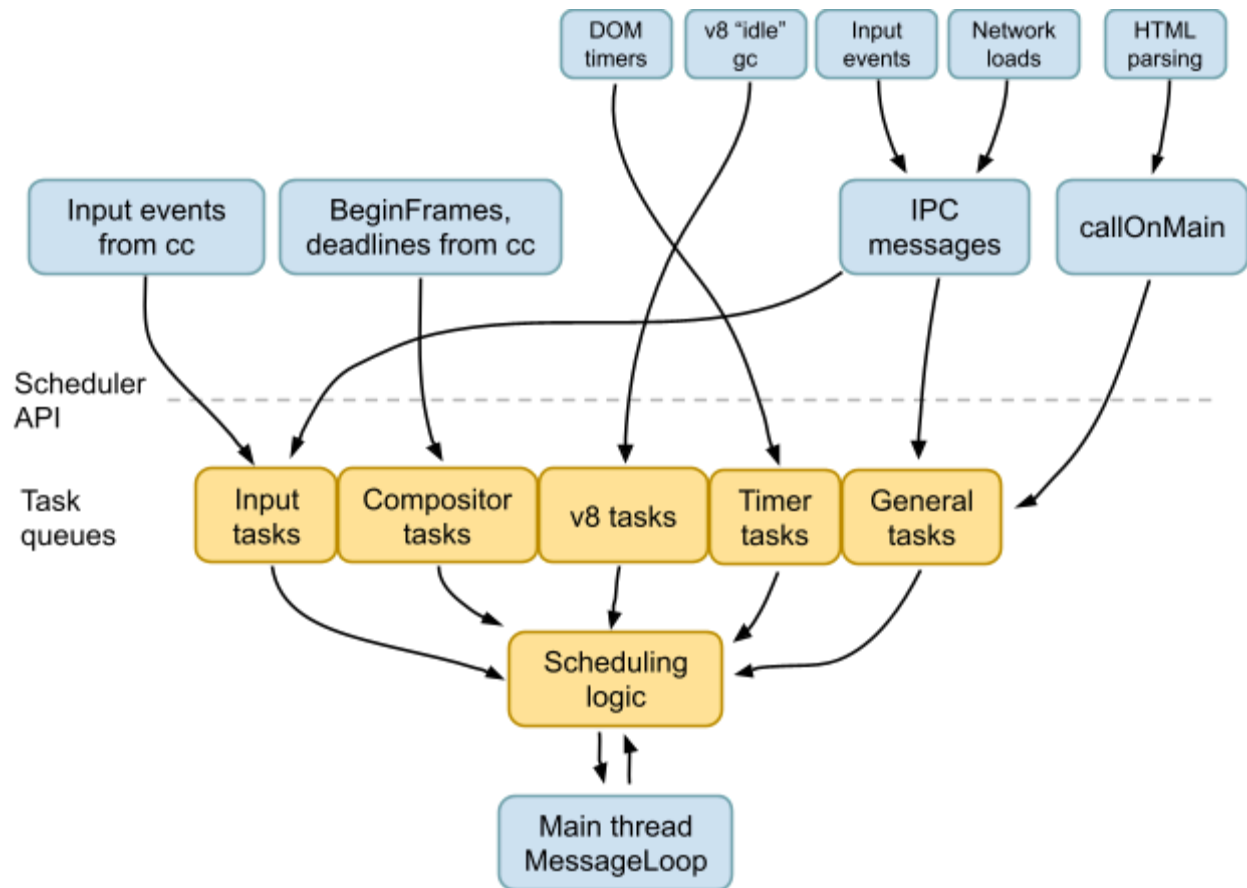 DOM
timers
v8 “idle”
gc
Input
events
Network
loads
HTML
parsing
Input events
from cc
BeginFrames,
deadlines from cc
IPC
messages
callOnMain
Scheduler
API
Task
queues
Input
tasks
Compositor
tasks
v8 tasks
Timer
tasks
General
tasks
Scheduling
logic
Main thread
MessageLoop